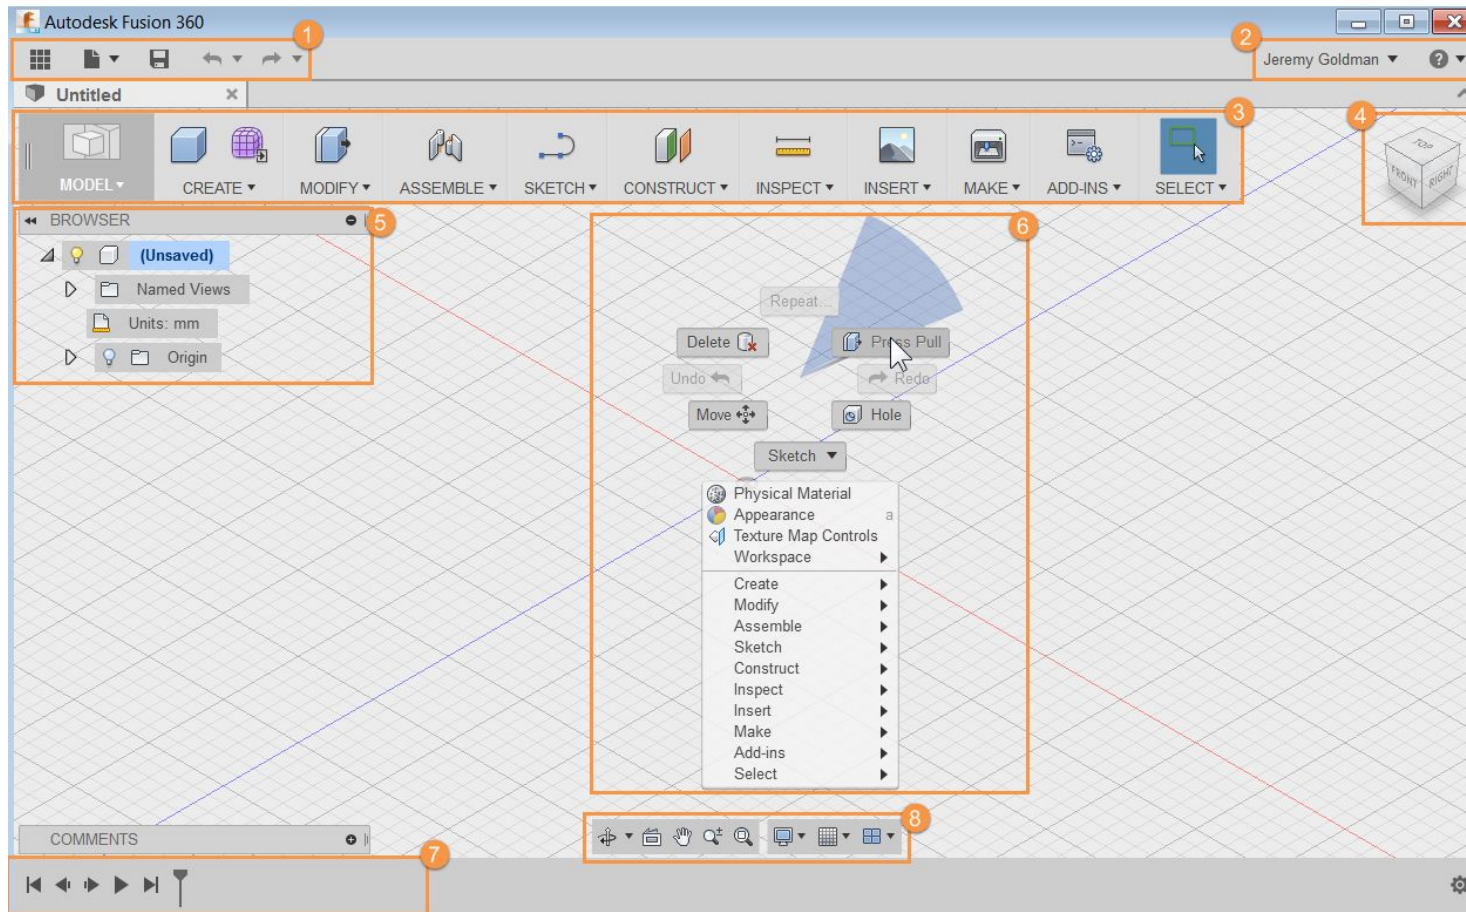 Autodesk Fusion 360
1
2
Jeremy Goldman
?
Untitled
3
4
MODEL
CREATE
MODIFY
ASSEMBLE
SKETCH
CONSTRUCT
INSPECT
INSERT
MAKE
ADD-INS
SELECT
TOP
FRONT
RIGHT
BROWSER
5
6
(Unsaved)
Named Views
Units: mm
Origin
Repeat...
Delete
Press Pull
Undo
Redo
Move
Hole
Sketch
Physical Material
Appearance a
Texture Map Controls
Workspace
Create
Modify
Assemble
Sketch
Construct
Inspect
Insert
Make
Add-ins
Select
COMMENTS
7
8